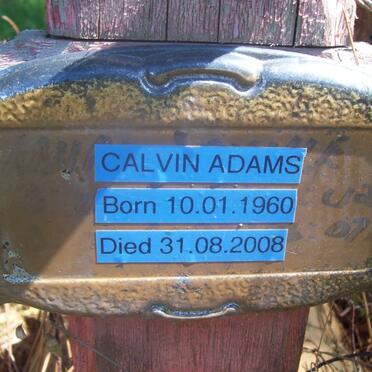 CALVIN ADAMS
Born 10.01.1960
Died 31.08.2008